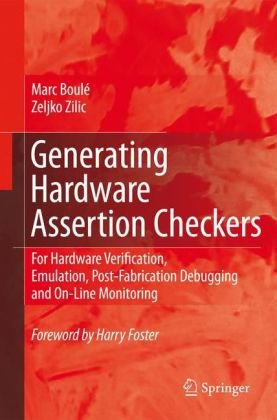 Marc Boulé
Zeljko Zilic
Generating
Hardware
Assertion Checkers
For Hardware Verification,
Emulation, Post-Fabrication Debugging
and On-Line Monitoring
Foreword by Harry Foster
Springer